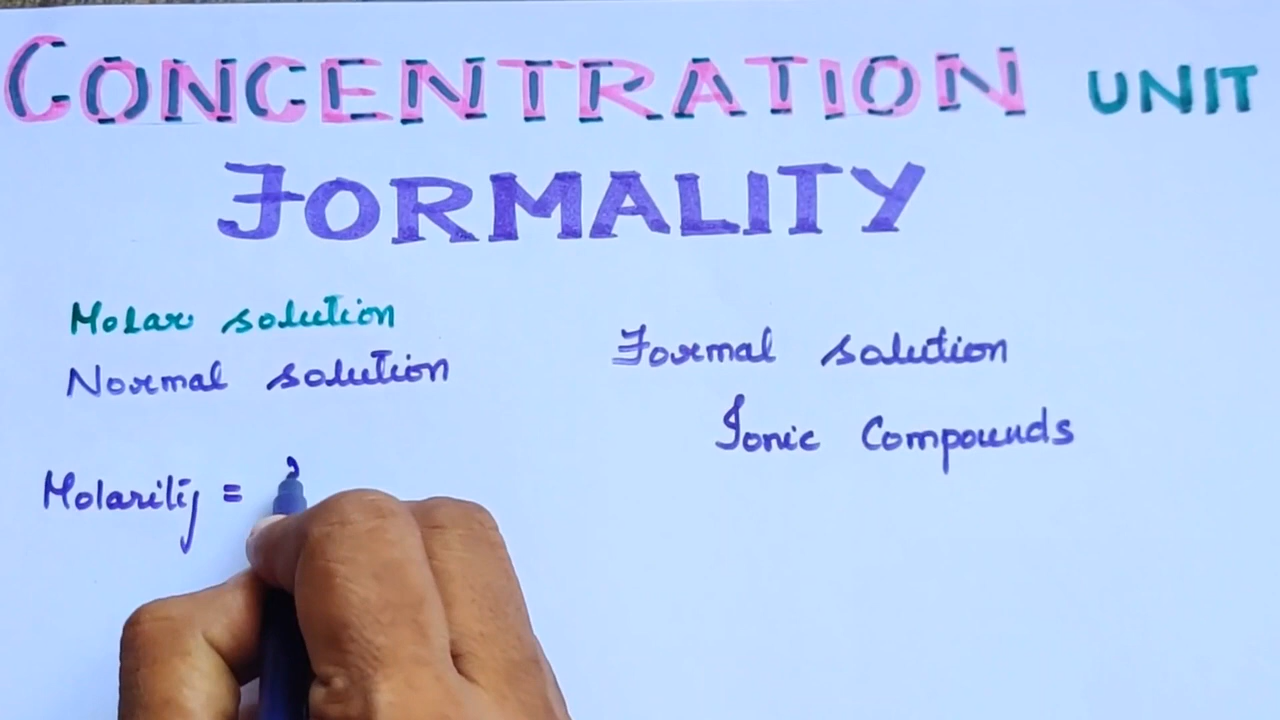 CONCENTRATION UNIT
FORMALITY
Molar solution
Normal solution
Formal solution
Ionic Compounds
Molarity =